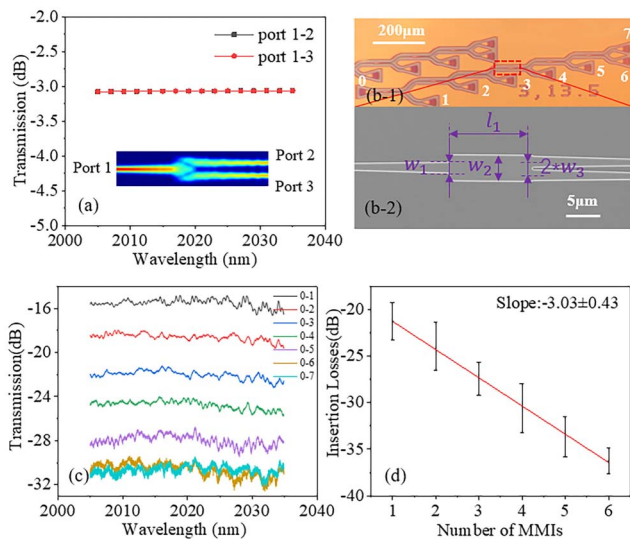 -2.0
-2.5
-3.0
-3.5
-4.0
-4.5
-5.0
Transmission (dB)
port 1-2
port 1-3
Port 1
Port 2
Port 3
(a)
2000
2010
2020
2030
2040
Wavelength (nm)
200μm
0
1
2
3
4
5
6
7
3,13.5
(b-1)
l1
w1
w2
2*w3
5μm
(b-2)
-16
-20
-24
-28
-32
Transmission(dB)
0-1
0-2
0-3
0-4
0-5
0-6
0-7
(c)
2000
2010
2020
2030
2040
Wavelength (nm)
-20
-25
-30
-35
-40
Insertion Losses(dB)
Slope:-3.03±0.43
(d)
1
2
3
4
5
6
Number of MMIs